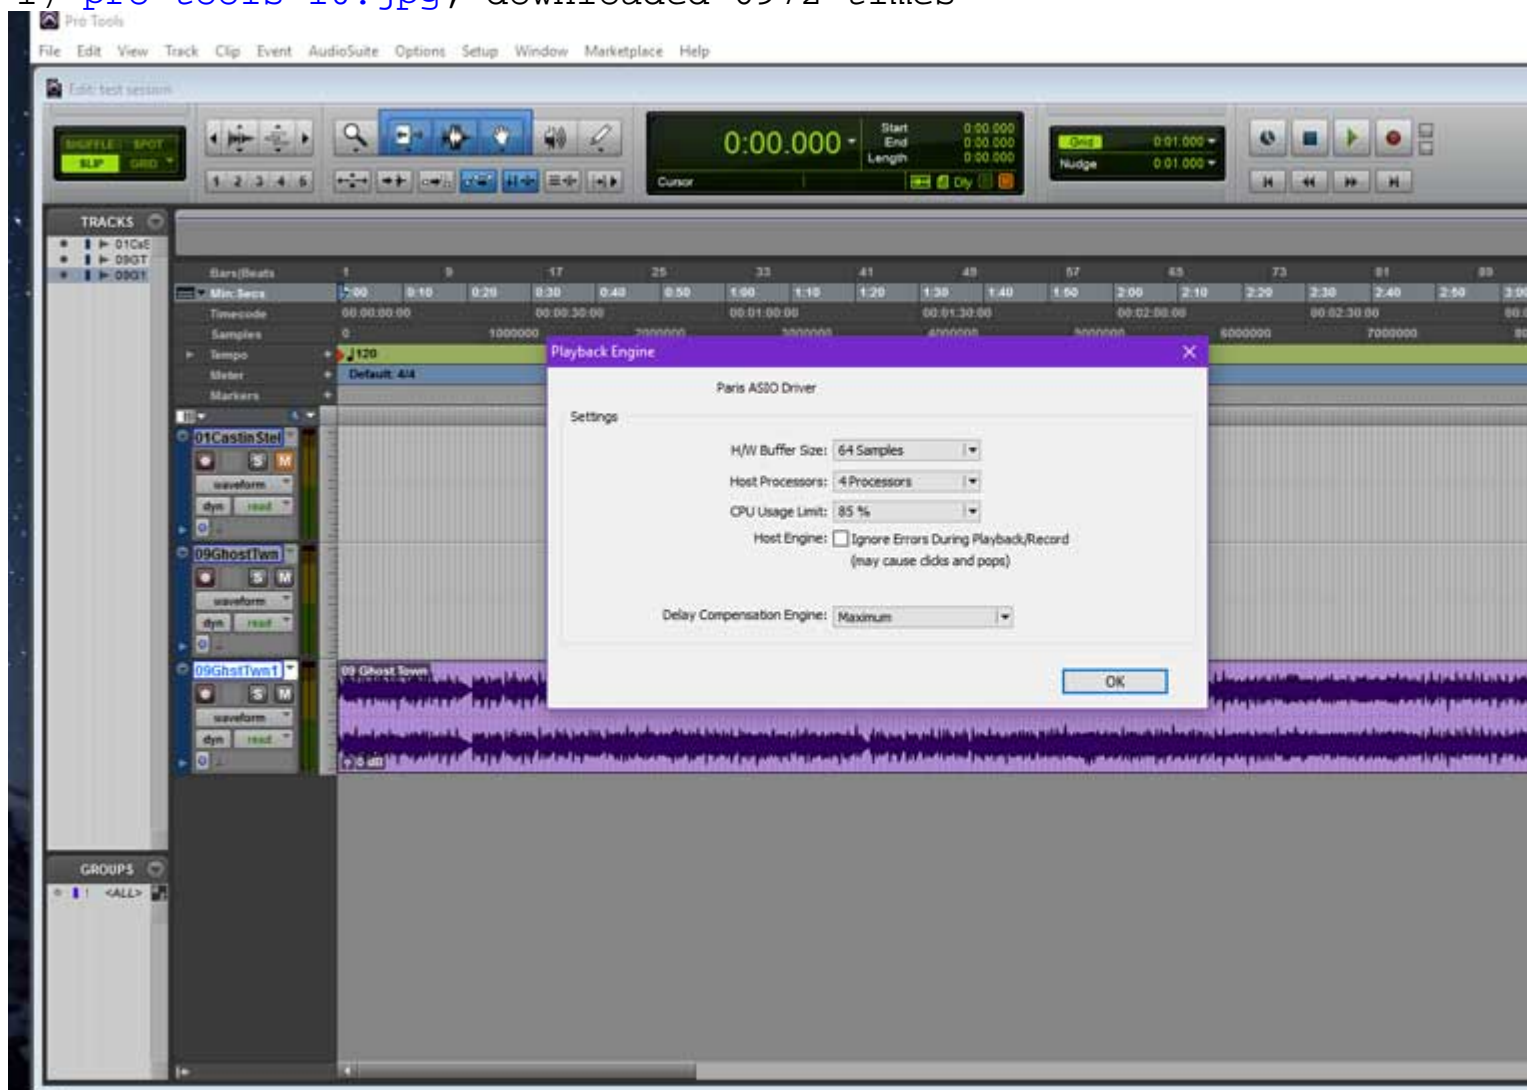 pro tools 10.jpg, downloaded 6972 times
Pro Tools
File Edit View Track Clip Event AudioSuite Options Setup Window Marketplace Help
Edit: test session
SHUFFLE SPOT
SLIP GRID
1 2 3 4 5
0:00.000
Start 0:00.000
End 0:00.000
Length 0:00.000
Cursor
Dly
Grid 0:01.000
Nudge 0:01.000
TRACKS
01CsS
09GT
09GT
Bars|Beats 1 9 17 25 33 41 49 57 65 73 81 89
Min:Secs 0:00 0:10 0:20 0:30 0:40 0:50 1:00 1:10 1:20 1:30 1:40 1:50 2:00 2:10 2:20 2:30 2:40 2:50 3:00
Timecode 00:00:00:00 00:00:30:00 00:01:00:00 00:01:30:00 00:02:00:00 00:02:30:00
Samples 0 1000000 2000000 3000000 4000000 5000000 6000000 7000000
Tempo 120
Meter Default: 4/4
Markers
Playback Engine
Paris ASIO Driver
Settings
H/W Buffer Size: 64 Samples
Host Processors: 4 Processors
CPU Usage Limit: 85 %
Host Engine: Ignore Errors During Playback/Record
(may cause clicks and pops)
Delay Compensation Engine: Maximum
OK
01CastinStel
S M
waveform
dyn read
09GhostTwn
S M
waveform
dyn read
09GhstTwn1
S M
waveform
dyn read
09 Ghost Town
0 dB
GROUPS
! <ALL>